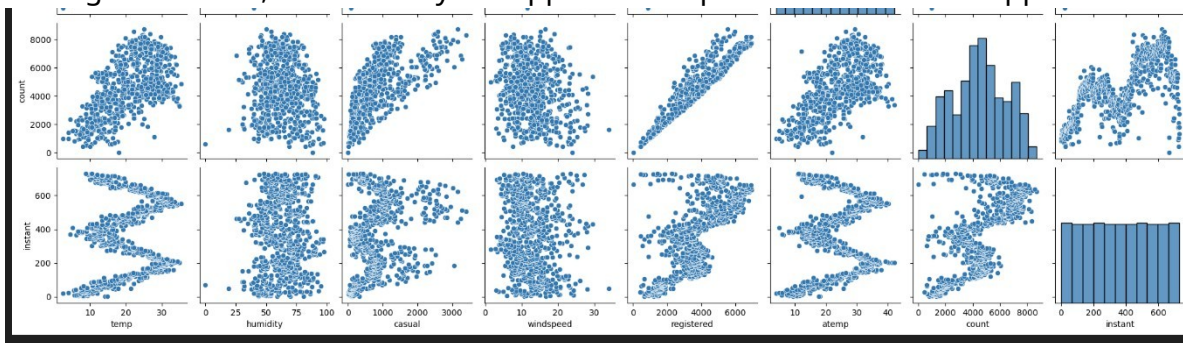 count
8000
6000
4000
2000
0
instant
600
400
200
0
10 20 30
temp
0 25 50 75 100
humidity
0 1000 2000 3000
casual
0 10 20 30
windspeed
0 2000 4000 6000
registered
10 20 30 40
atemp
0 2000 4000 6000 8000
count
0 200 400 600
instant